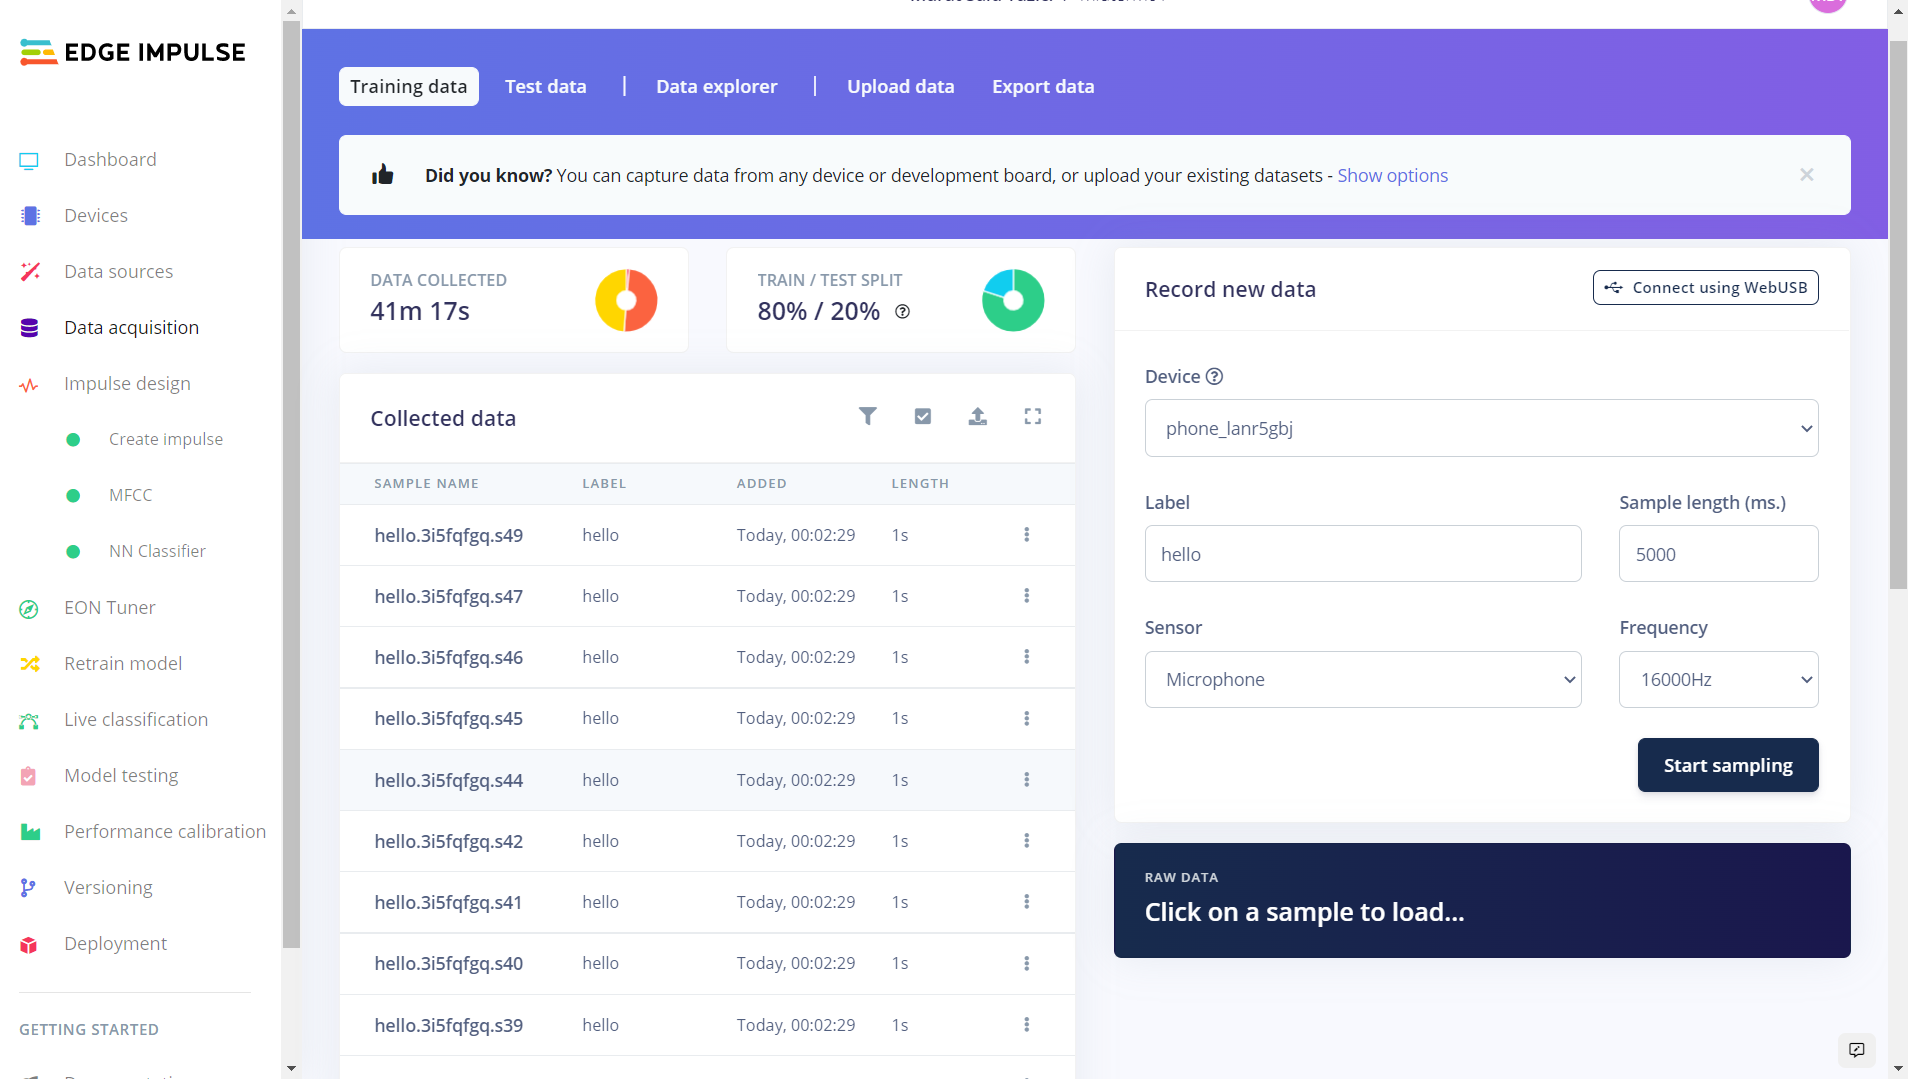 EDGE IMPULSE
Dashboard
Devices
Data sources
Data acquisition
Impulse design
Create impulse
MFCC
NN Classifier
EON Tuner
Retrain model
Live classification
Model testing
Performance calibration
Versioning
Deployment
GETTING STARTED
Training data
Test data
|
Data explorer
|
Upload data
Export data
Did you know? You can capture data from any device or development board, or upload your existing datasets - Show options
×
DATA COLLECTED
41m 17s
TRAIN / TEST SPLIT
80% / 20%
Collected data
SAMPLE NAME LABEL ADDED LENGTH
hello.3i5fqfgq.s49 hello Today, 00:02:29 1s
hello.3i5fqfgq.s47 hello Today, 00:02:29 1s
hello.3i5fqfgq.s46 hello Today, 00:02:29 1s
hello.3i5fqfgq.s45 hello Today, 00:02:29 1s
hello.3i5fqfgq.s44 hello Today, 00:02:29 1s
hello.3i5fqfgq.s42 hello Today, 00:02:29 1s
hello.3i5fqfgq.s41 hello Today, 00:02:29 1s
hello.3i5fqfgq.s40 hello Today, 00:02:29 1s
hello.3i5fqfgq.s39 hello Today, 00:02:29 1s
Record new data
Connect using WebUSB
Device
phone_lanr5gbj
Label
hello
Sample length (ms.)
5000
Sensor
Microphone
Frequency
16000Hz
Start sampling
RAW DATA
Click on a sample to load...